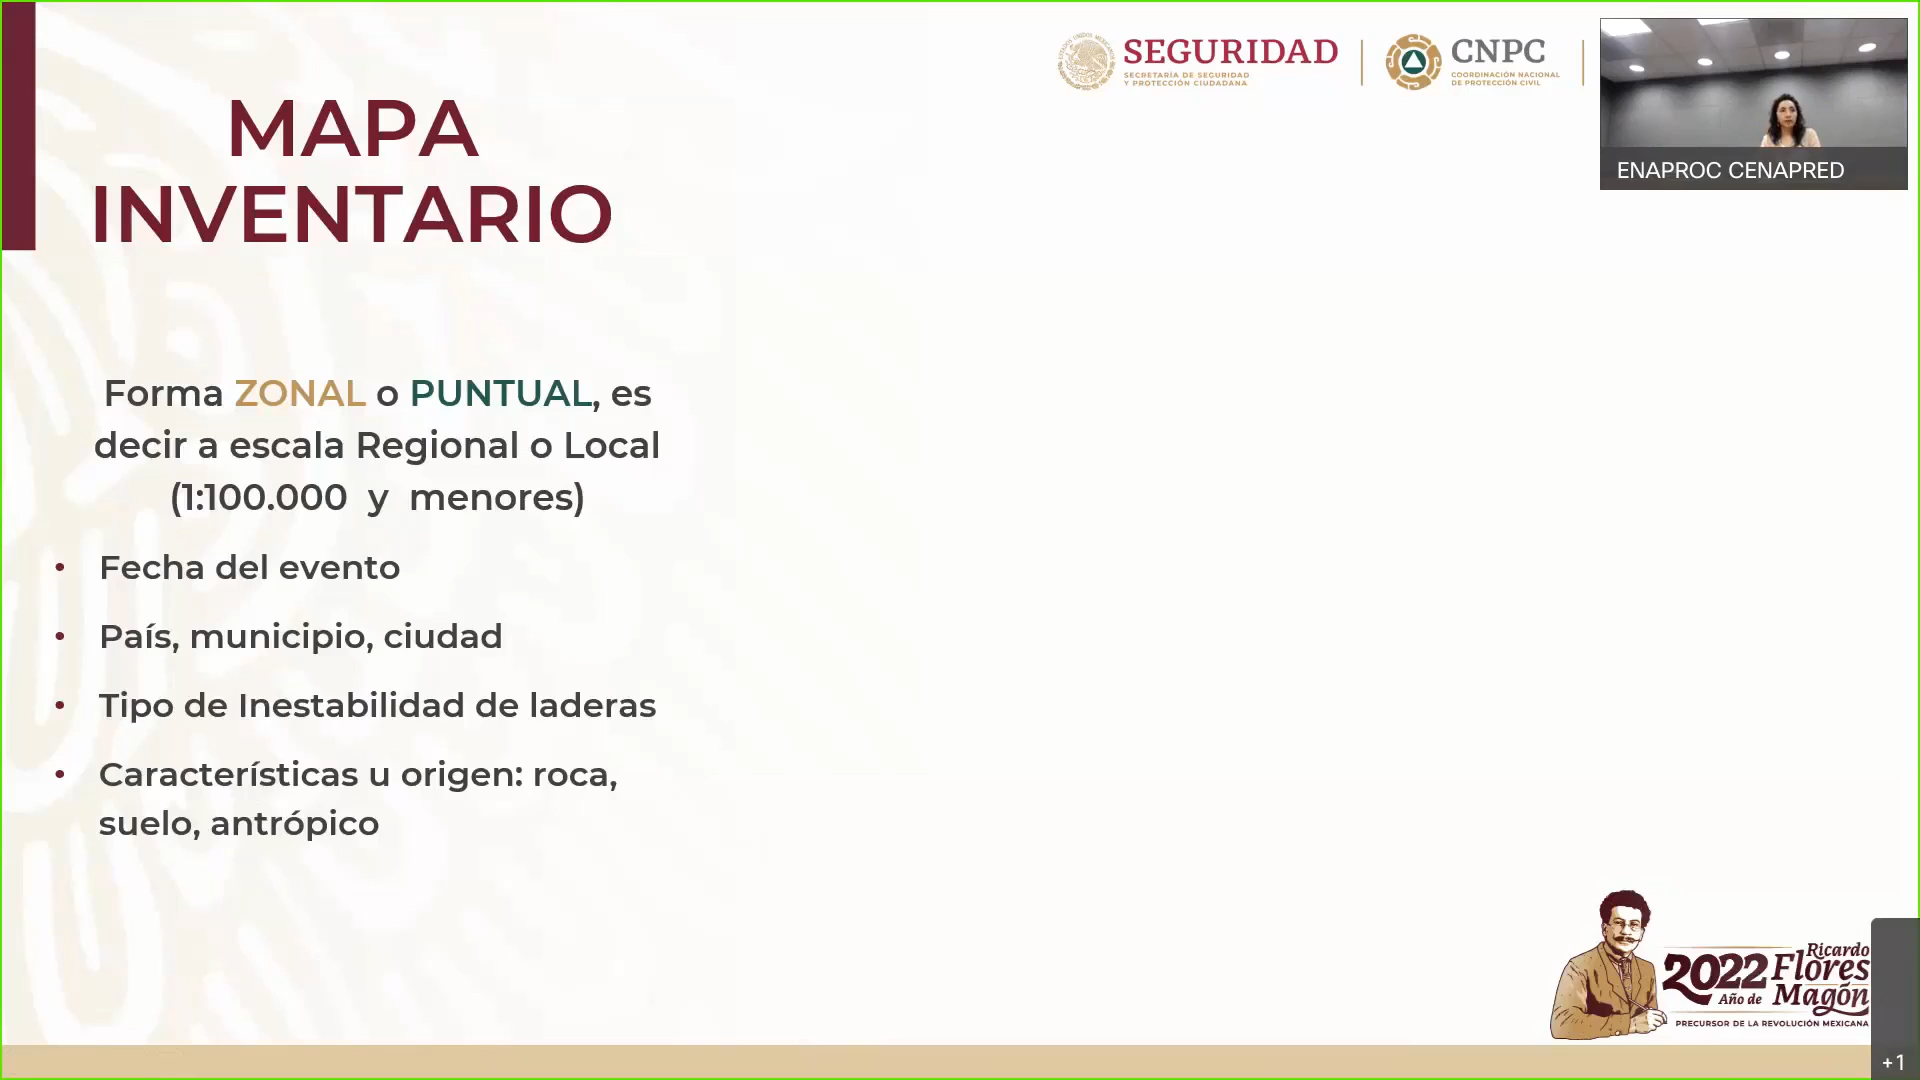 MAPA
INVENTARIO
SEGURIDAD
SECRETARÍA DE SEGURIDAD
Y PROTECCIÓN CIUDADANA
CNPC
COORDINACIÓN NACIONAL
DE PROTECCIÓN CIVIL
ENAPROC CENAPRED
Forma ZONAL o PUNTUAL, es
decir a escala Regional o Local
(1:100.000 y menores)
• Fecha del evento
• País, municipio, ciudad
• Tipo de Inestabilidad de laderas
• Características u origen: roca,
suelo, antrópico
2022
Año de
Ricardo
Flores
Magón
PRECURSOR DE LA REVOLUCIÓN MEXICANA
+1